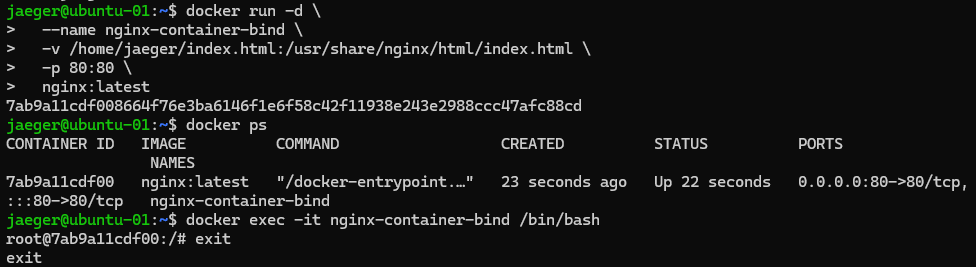 jaeger@ubuntu-01:~$ docker run -d \
>   --name nginx-container-bind \
>   -v /home/jaeger/index.html:/usr/share/nginx/html/index.html \
>   -p 80:80 \
>   nginx:latest
7ab9a11cdf008664f76e3ba6146f1e6f58c42f11938e243e2988ccc47afc88cd
jaeger@ubuntu-01:~$ docker ps
CONTAINER ID   IMAGE          COMMAND                  CREATED          STATUS          PORTS
                 NAMES
7ab9a11cdf00   nginx:latest   "/docker-entrypoint.…"   23 seconds ago   Up 22 seconds   0.0.0.0:80->80/tcp,
:::80->80/tcp   nginx-container-bind
jaeger@ubuntu-01:~$ docker exec -it nginx-container-bind /bin/bash
root@7ab9a11cdf00:/# exit
exit